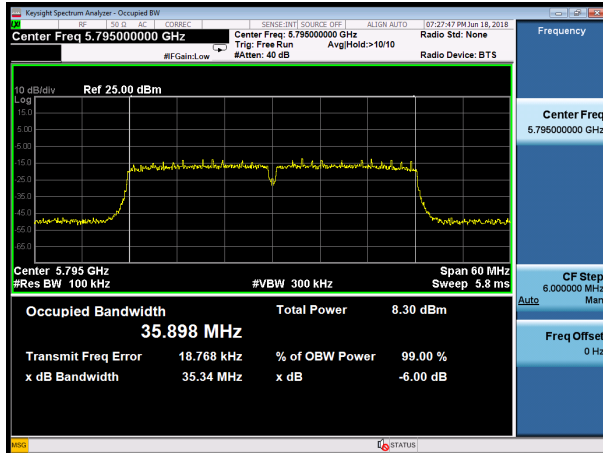 Keysight Spectrum Analyzer - Occupied BW
RF 50 Ω AC CORREC SENSE:INT SOURCE OFF ALIGN AUTO 07:27:47 PM Jun 18, 2018
Center Freq 5.795000000 GHz
Center Freq: 5.795000000 GHz
Radio Std: None
Trig: Free Run Avg|Hold:>10/10
#IFGain:Low #Atten: 40 dB Radio Device: BTS
Frequency
10 dB/div Ref 25.00 dBm
Log
15.0
5.00
-5.00
-15.0
-25.0
-35.0
-45.0
-55.0
-65.0
Center Freq
5.795000000 GHz
Center 5.795 GHz Span 60 MHz
#Res BW 100 kHz #VBW 300 kHz Sweep 5.8 ms
CF Step
6.000000 MHz
Auto Man
Occupied Bandwidth Total Power 8.30 dBm
35.898 MHz
Transmit Freq Error 18.768 kHz % of OBW Power 99.00 %
x dB Bandwidth 35.34 MHz x dB -6.00 dB
Freq Offset
0 Hz
MSG STATUS